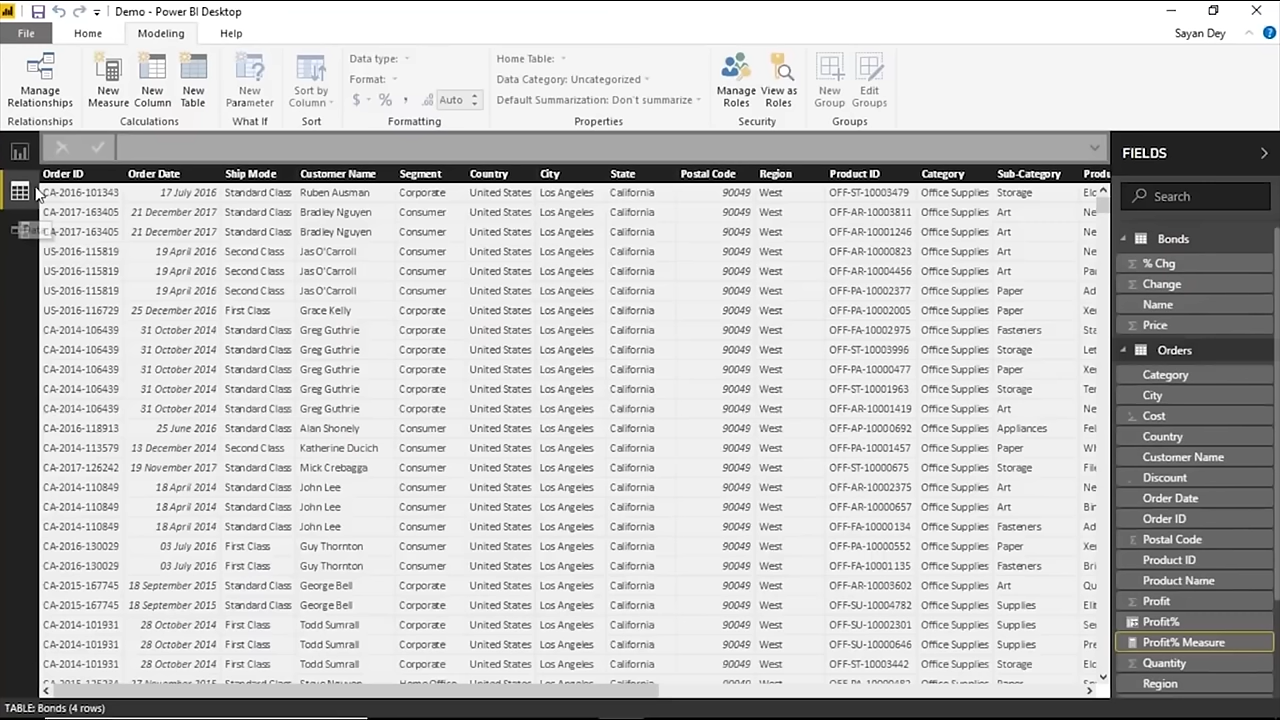 Demo - Power BI Desktop
File Home Modeling Help Sayan Dey
Manage Relationships New Measure New Column New Table New Parameter Sort by Column Data type: Format: $ % , .00 Auto Home Table: Data Category: Uncategorized Default Summarization: Don't summarize Manage Roles View as Roles New Group Edit Groups
Relationships Calculations What If Sort Formatting Properties Security Groups
Order ID Order Date Ship Mode Customer Name Segment Country City State Postal Code Region Product ID Category Sub-Category Produ
CA-2016-101343 17 July 2016 Standard Class Ruben Ausman Corporate United States Los Angeles California 90049 West OFF-ST-10003479 Office Supplies Storage Eld
CA-2017-163405 21 December 2017 Standard Class Bradley Nguyen Consumer United States Los Angeles California 90049 West OFF-AR-10003811 Office Supplies Art Ne
CA-2017-163405 21 December 2017 Standard Class Bradley Nguyen Consumer United States Los Angeles California 90049 West OFF-AR-10001246 Office Supplies Art Ne
US-2016-115819 19 April 2016 Second Class Jas O'Carroll Consumer United States Los Angeles California 90049 West OFF-AR-10000823 Office Supplies Art Ne
US-2016-115819 19 April 2016 Second Class Jas O'Carroll Consumer United States Los Angeles California 90049 West OFF-AR-10004456 Office Supplies Art Pa
US-2016-115819 19 April 2016 Second Class Jas O'Carroll Consumer United States Los Angeles California 90049 West OFF-PA-10002377 Office Supplies Paper Ad
US-2016-116729 25 December 2016 First Class Grace Kelly Corporate United States Los Angeles California 90049 West OFF-PA-10002005 Office Supplies Paper Xe
CA-2014-106439 31 October 2014 Standard Class Greg Guthrie Corporate United States Los Angeles California 90049 West OFF-FA-10002975 Office Supplies Fasteners Sta
CA-2014-106439 31 October 2014 Standard Class Greg Guthrie Corporate United States Los Angeles California 90049 West OFF-ST-10003996 Office Supplies Storage Let
CA-2014-106439 31 October 2014 Standard Class Greg Guthrie Corporate United States Los Angeles California 90049 West OFF-PA-10000477 Office Supplies Paper Xe
CA-2014-106439 31 October 2014 Standard Class Greg Guthrie Corporate United States Los Angeles California 90049 West OFF-ST-10001963 Office Supplies Storage Te
CA-2014-106439 31 October 2014 Standard Class Greg Guthrie Corporate United States Los Angeles California 90049 West OFF-AR-10001419 Office Supplies Art Ne
CA-2016-118913 25 June 2016 Standard Class Alan Shonely Consumer United States Los Angeles California 90049 West OFF-AP-10000692 Office Supplies Appliances Fel
CA-2014-113579 13 December 2014 Second Class Katherine Ducich Consumer United States Los Angeles California 90049 West OFF-PA-10001457 Office Supplies Paper Wh
CA-2017-126242 19 November 2017 Standard Class Mick Crebagga Consumer United States Los Angeles California 90049 West OFF-ST-10000675 Office Supplies Storage File
CA-2014-110849 18 April 2014 Standard Class John Lee Consumer United States Los Angeles California 90049 West OFF-AR-10002375 Office Supplies Art Ne
CA-2014-110849 18 April 2014 Standard Class John Lee Consumer United States Los Angeles California 90049 West OFF-AR-10000657 Office Supplies Art Bin
CA-2014-110849 18 April 2014 Standard Class John Lee Consumer United States Los Angeles California 90049 West OFF-FA-10000134 Office Supplies Fasteners Ad
CA-2016-130029 03 July 2016 First Class Guy Thornton Consumer United States Los Angeles California 90049 West OFF-PA-10000552 Office Supplies Paper Xe
CA-2016-130029 03 July 2016 First Class Guy Thornton Consumer United States Los Angeles California 90049 West OFF-FA-10001135 Office Supplies Fasteners Bri
CA-2015-167745 18 September 2015 Standard Class George Bell Corporate United States Los Angeles California 90049 West OFF-AR-10003602 Office Supplies Art Qu
CA-2015-167745 18 September 2015 Standard Class George Bell Corporate United States Los Angeles California 90049 West OFF-SU-10004782 Office Supplies Supplies Elit
CA-2014-101931 28 October 2014 First Class Todd Sumrall Corporate United States Los Angeles California 90049 West OFF-SU-10002301 Office Supplies Supplies Se
CA-2014-101931 28 October 2014 First Class Todd Sumrall Corporate United States Los Angeles California 90049 West OFF-SU-10000646 Office Supplies Supplies Pre
CA-2014-101931 28 October 2014 First Class Todd Sumrall Corporate United States Los Angeles California 90049 West OFF-ST-10003442 Office Supplies Storage Eld
FIELDS
Search
Bonds
% Chg
Change
Name
Price
Orders
Category
City
Cost
Country
Customer Name
Discount
Order Date
Order ID
Postal Code
Product ID
Product Name
Profit
Profit%
Profit% Measure
Quantity
Region
TABLE: Bonds (4 rows)